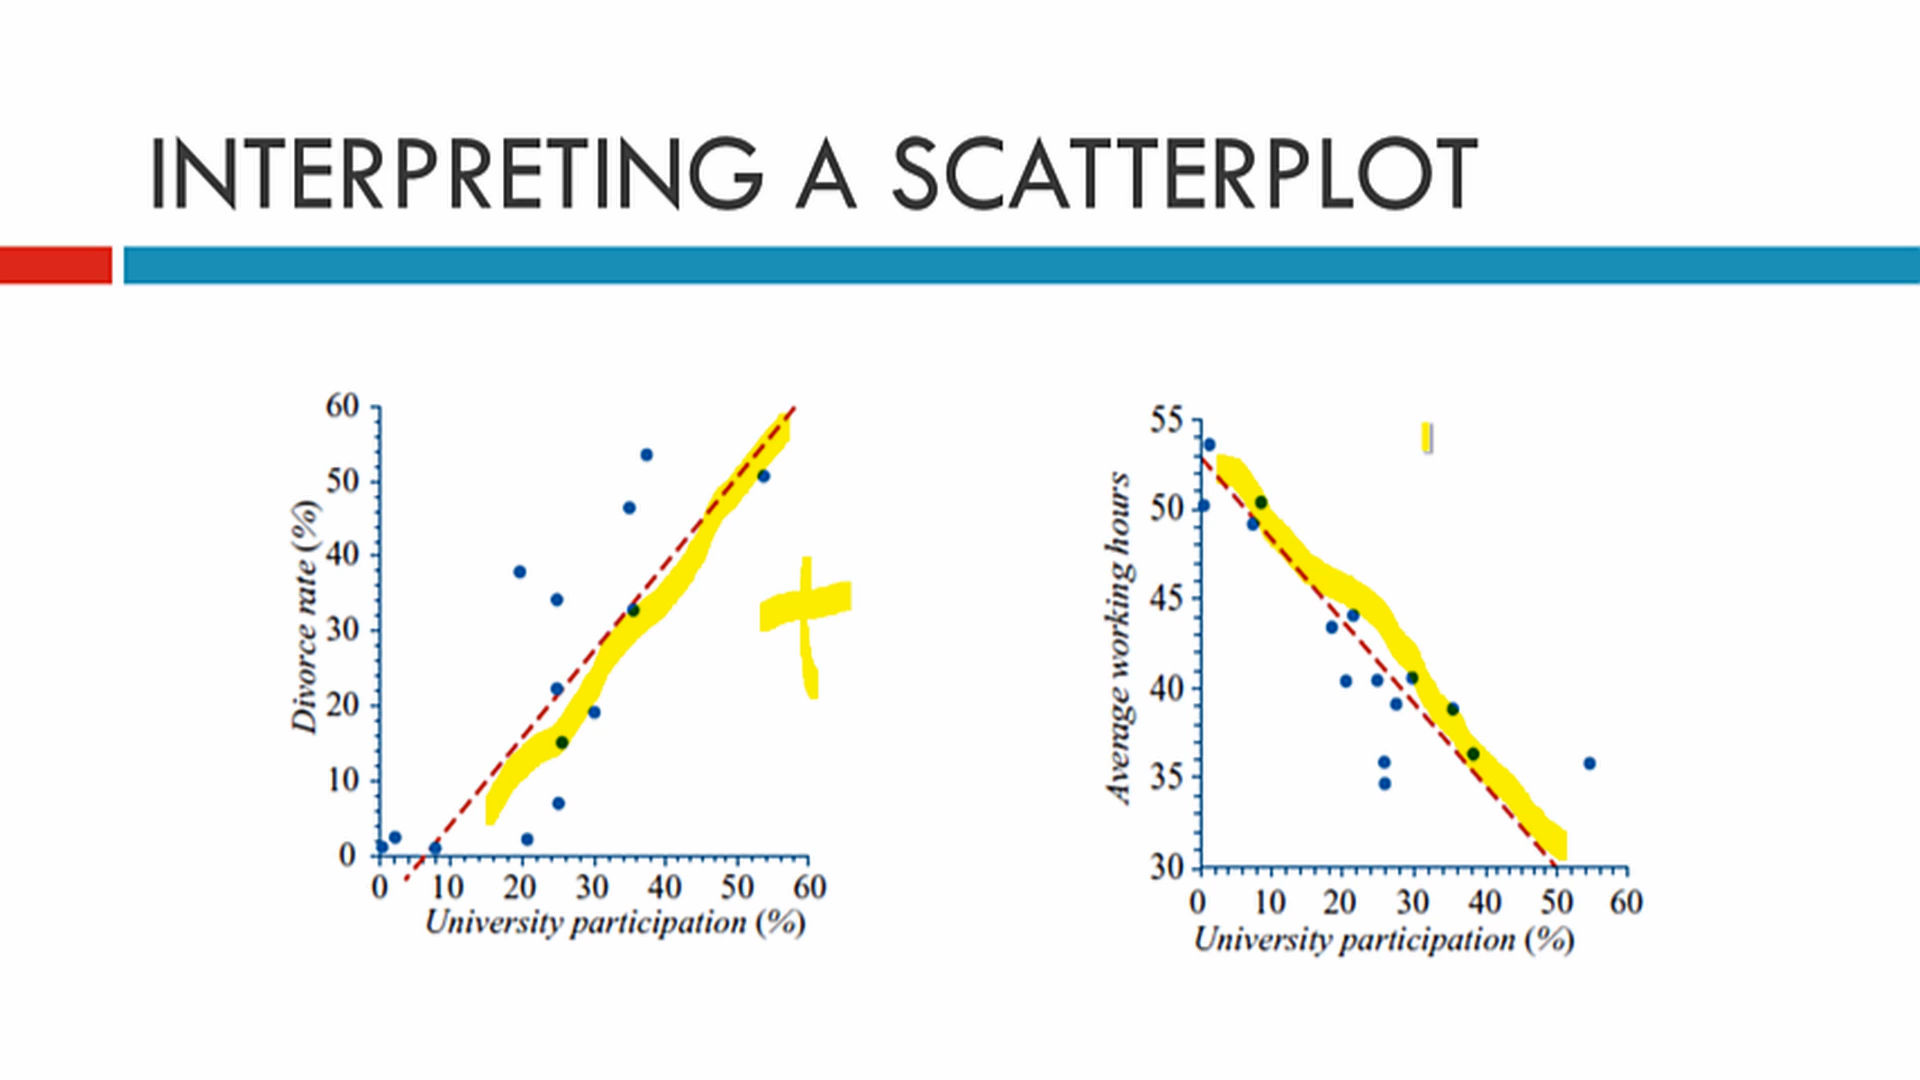 INTERPRETING A SCATTERPLOT
60
50
40
30
20
10
0
Divorce rate (%)
0 10 20 30 40 50 60
University participation (%)
+
55
50
45
40
35
30
Average working hours
0 10 20 30 40 50 60
University participation (%)